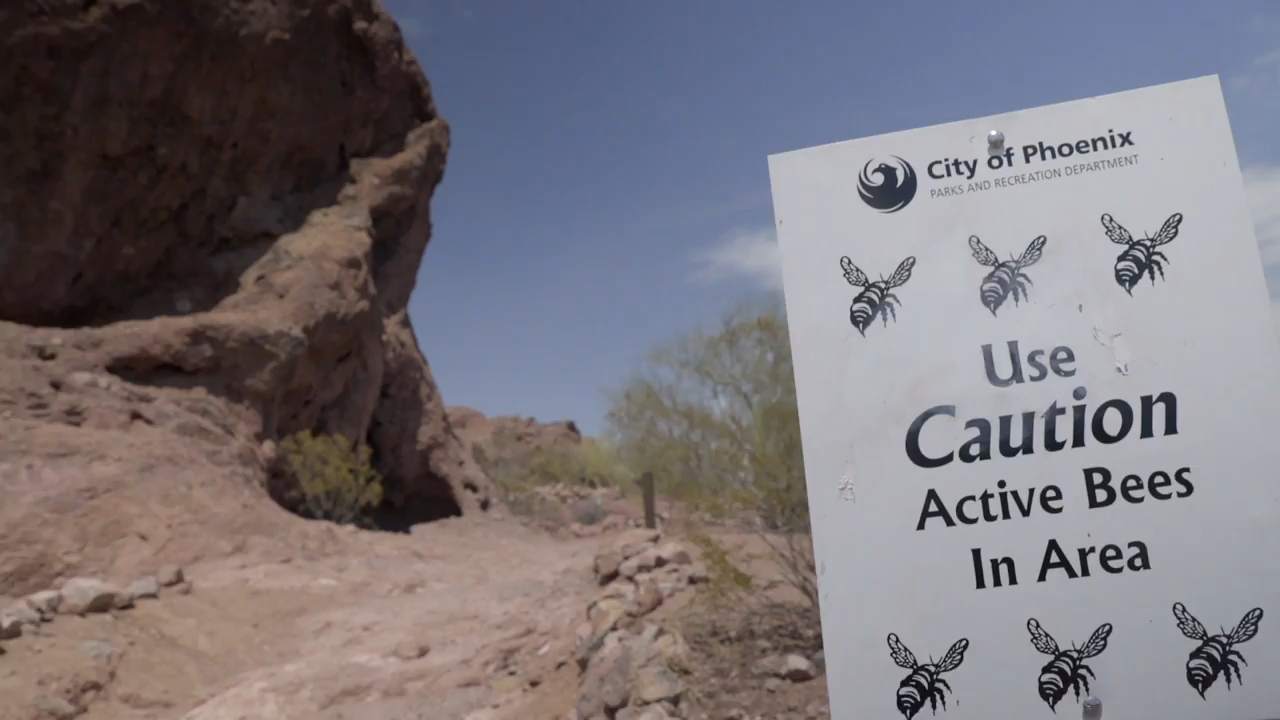 City of Phoenix
PARKS AND RECREATION DEPARTMENT
Use
Caution
Active Bees
In Area